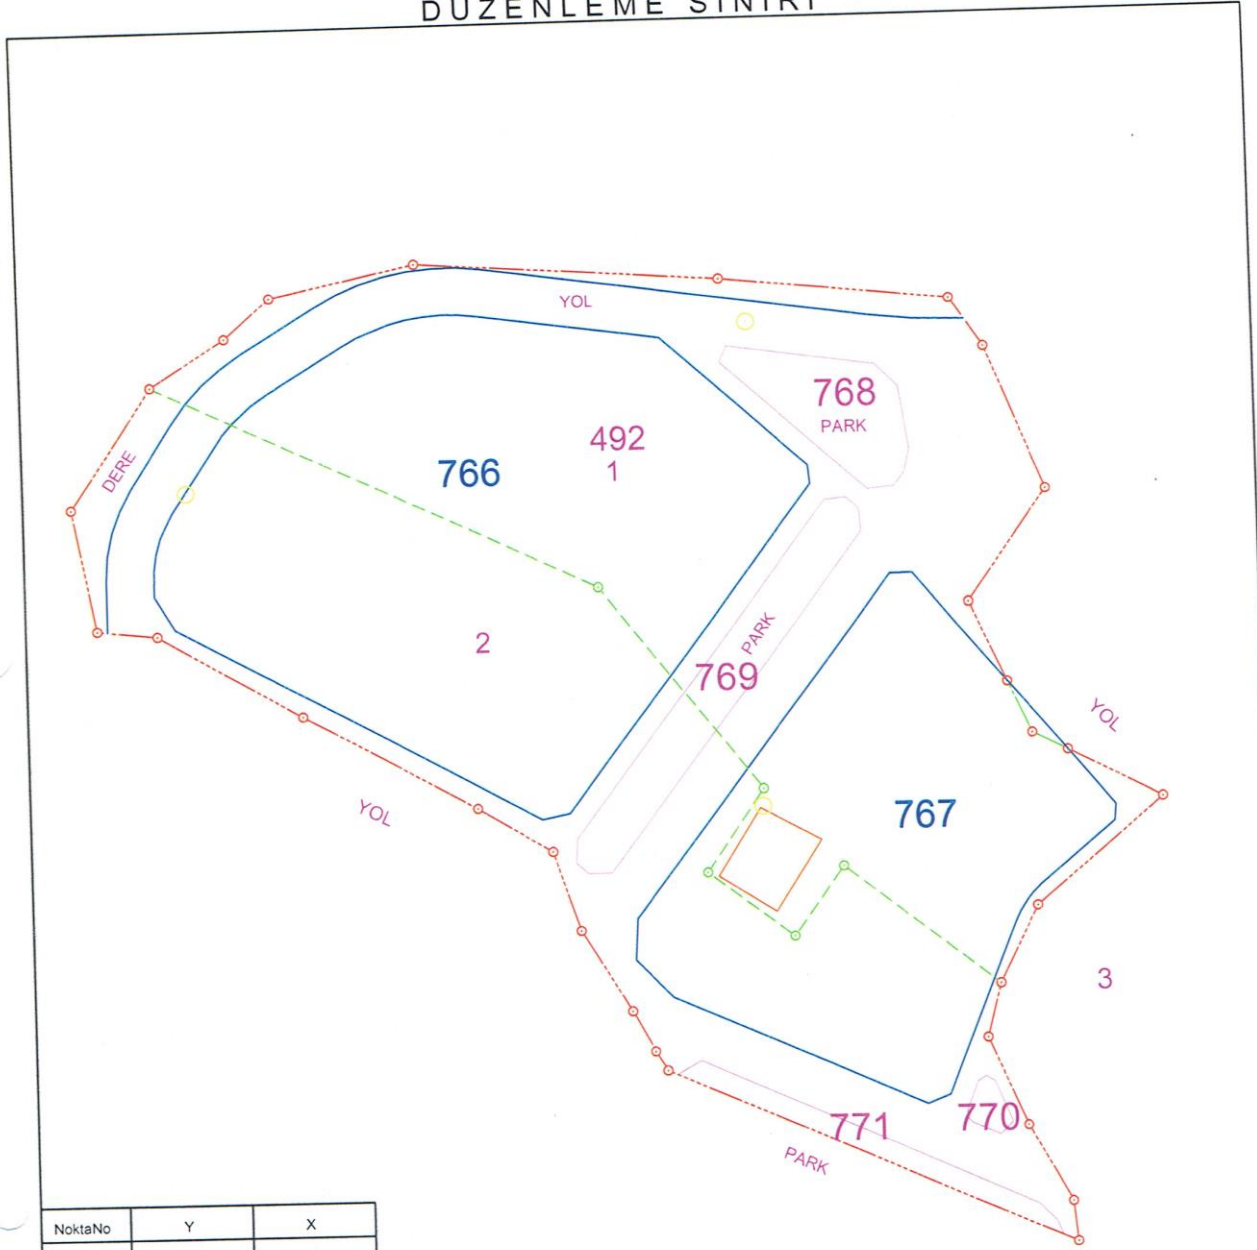 DÜZENLEME SINIRI
YOL
768
PARK
492
1
766
DERE
2
PARK
769
YOL
767
YOL
3
771
770
PARK
NoktaNo Y X